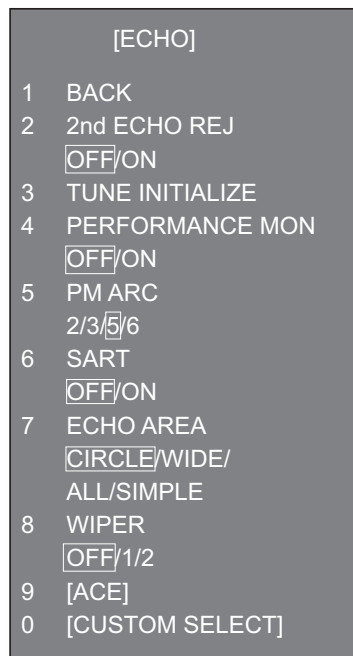 [ECHO]
1 BACK
2 2nd ECHO REJ
OFF/ON
3 TUNE INITIALIZE
4 PERFORMANCE MON
OFF/ON
5 PM ARC
2/3/5/6
6 SART
OFF/ON
7 ECHO AREA
CIRCLE/WIDE/
ALL/SIMPLE
8 WIPER
OFF/1/2
9 [ACE]
0 [CUSTOM SELECT]